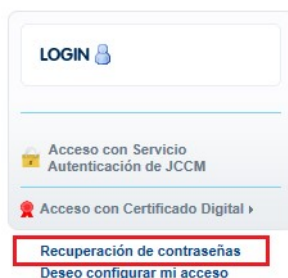 LOGIN
Acceso con Servicio
Autenticación de JCCM
Acceso con Certificado Digital
Recuperación de contraseñas
Deseo configurar mi acceso